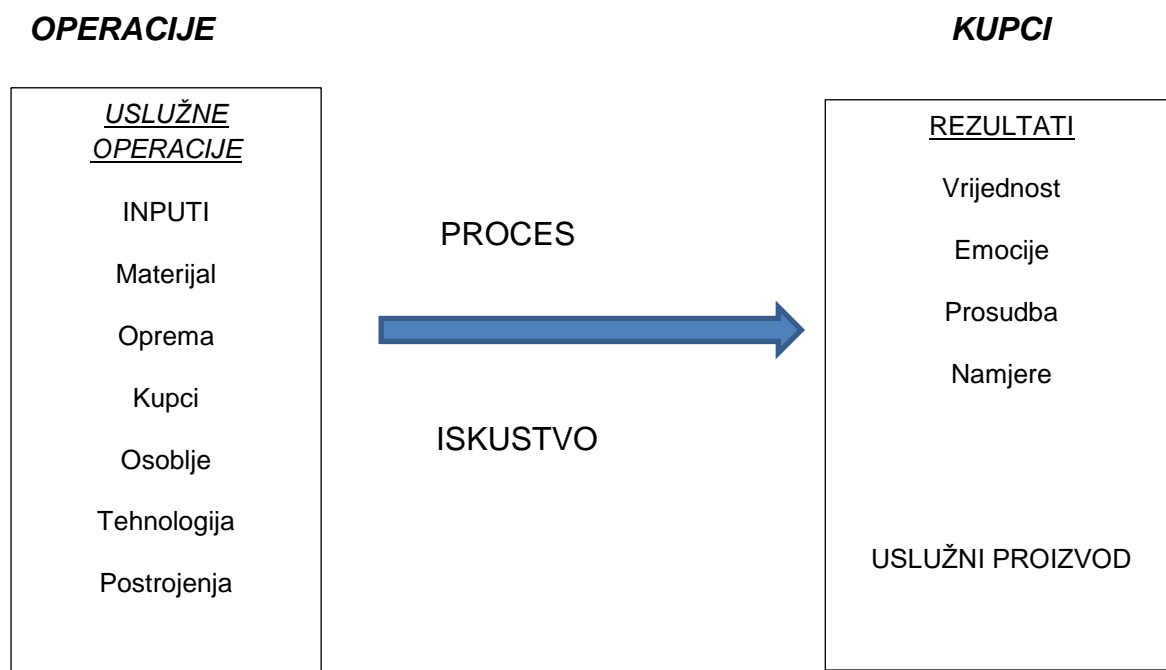 OPERACIJE
KUPCI
USLUŽNE
OPERACIJE
INPUTI
Materijal
Oprema
Kupci
Osoblje
Tehnologija
Postrojenja
PROCES
ISKUSTVO
REZULTATI
Vrijednost
Emocije
Prosudba
Namjere
USLUŽNI PROIZVOD